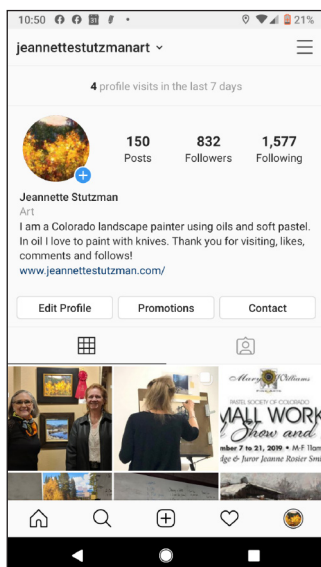 10:50 31 21%
jeannettestutzmanart
4 profile visits in the last 7 days
150 832 1,577
Posts Followers Following
Jeannette Stutzman
Art
I am a Colorado landscape painter using oils and soft pastel.
In oil I love to paint with knives. Thank you for visiting, likes,
comments and follows!
www.jeannettestutzman.com/
Edit Profile Promotions Contact
Mary Williams
PASTEL SOCIETY OF COLORADO
MALL WORK
Show and
mber 7 to 21, 2019 • M-F 11am
dge & Juror Jeanne Rosier Smi